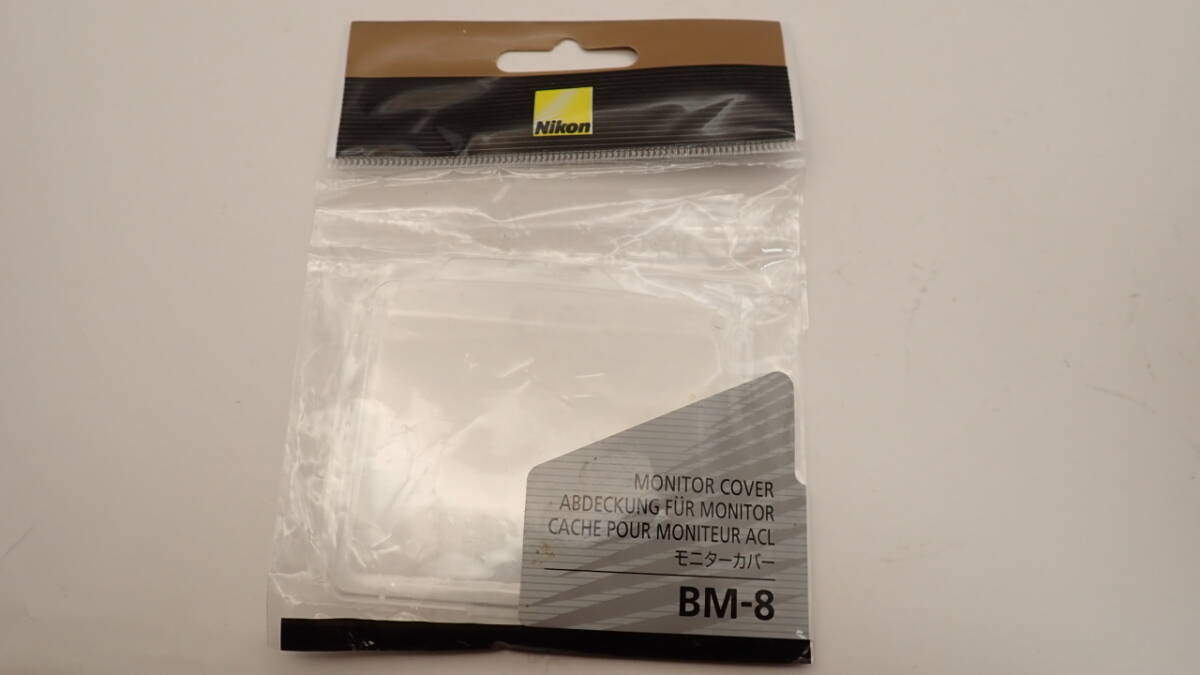 Nikon
MONITOR COVER
ABDECKUNG FÜR MONITOR
CACHE POUR MONITEUR ACL
モニターカバー
BM-8